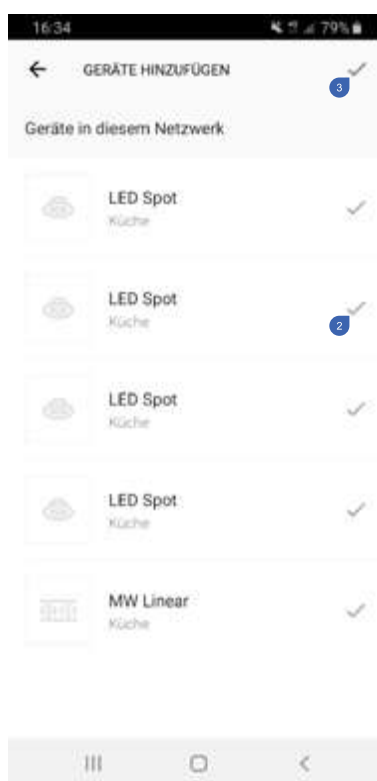 16:34 79%
GERÄTE HINZUFÜGEN
3
Geräte in diesem Netzwerk
LED Spot
Küche
LED Spot
Küche
2
LED Spot
Küche
LED Spot
Küche
MW Linear
Küche